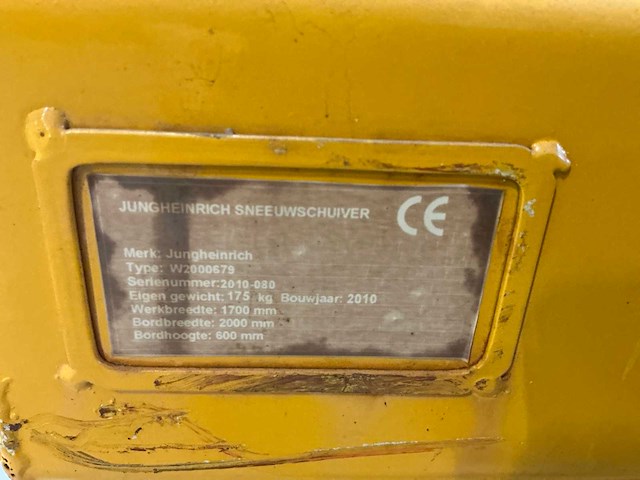 JUNGHEINRICH SNEEUWSCHUIVER CE
Merk: Jungheinrich
Type: W2000679
Serienummer:2010-080
Eigen gewicht: 175 kg Bouwjaar: 2010
Werkbreedte: 1700 mm
Bordbreedte: 2000 mm
Bordhoogte: 600 mm